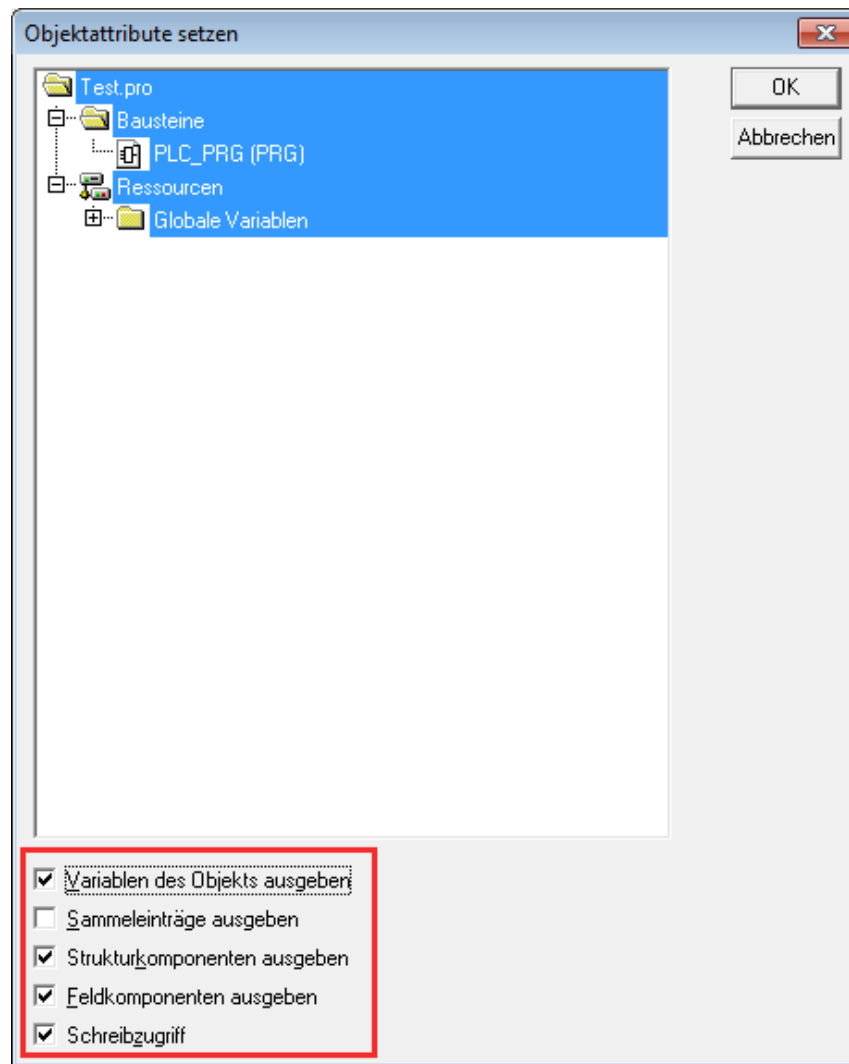 Objektattribute setzen
Test.pro
OK
Bausteine
Abbrechen
PLC_PRG (PRG)
Ressourcen
Globale Variablen
Variablen des Objekts ausgeben
Sammeleinträge ausgeben
Strukturkomponenten ausgeben
Feldkomponenten ausgeben
Schreibzugriff